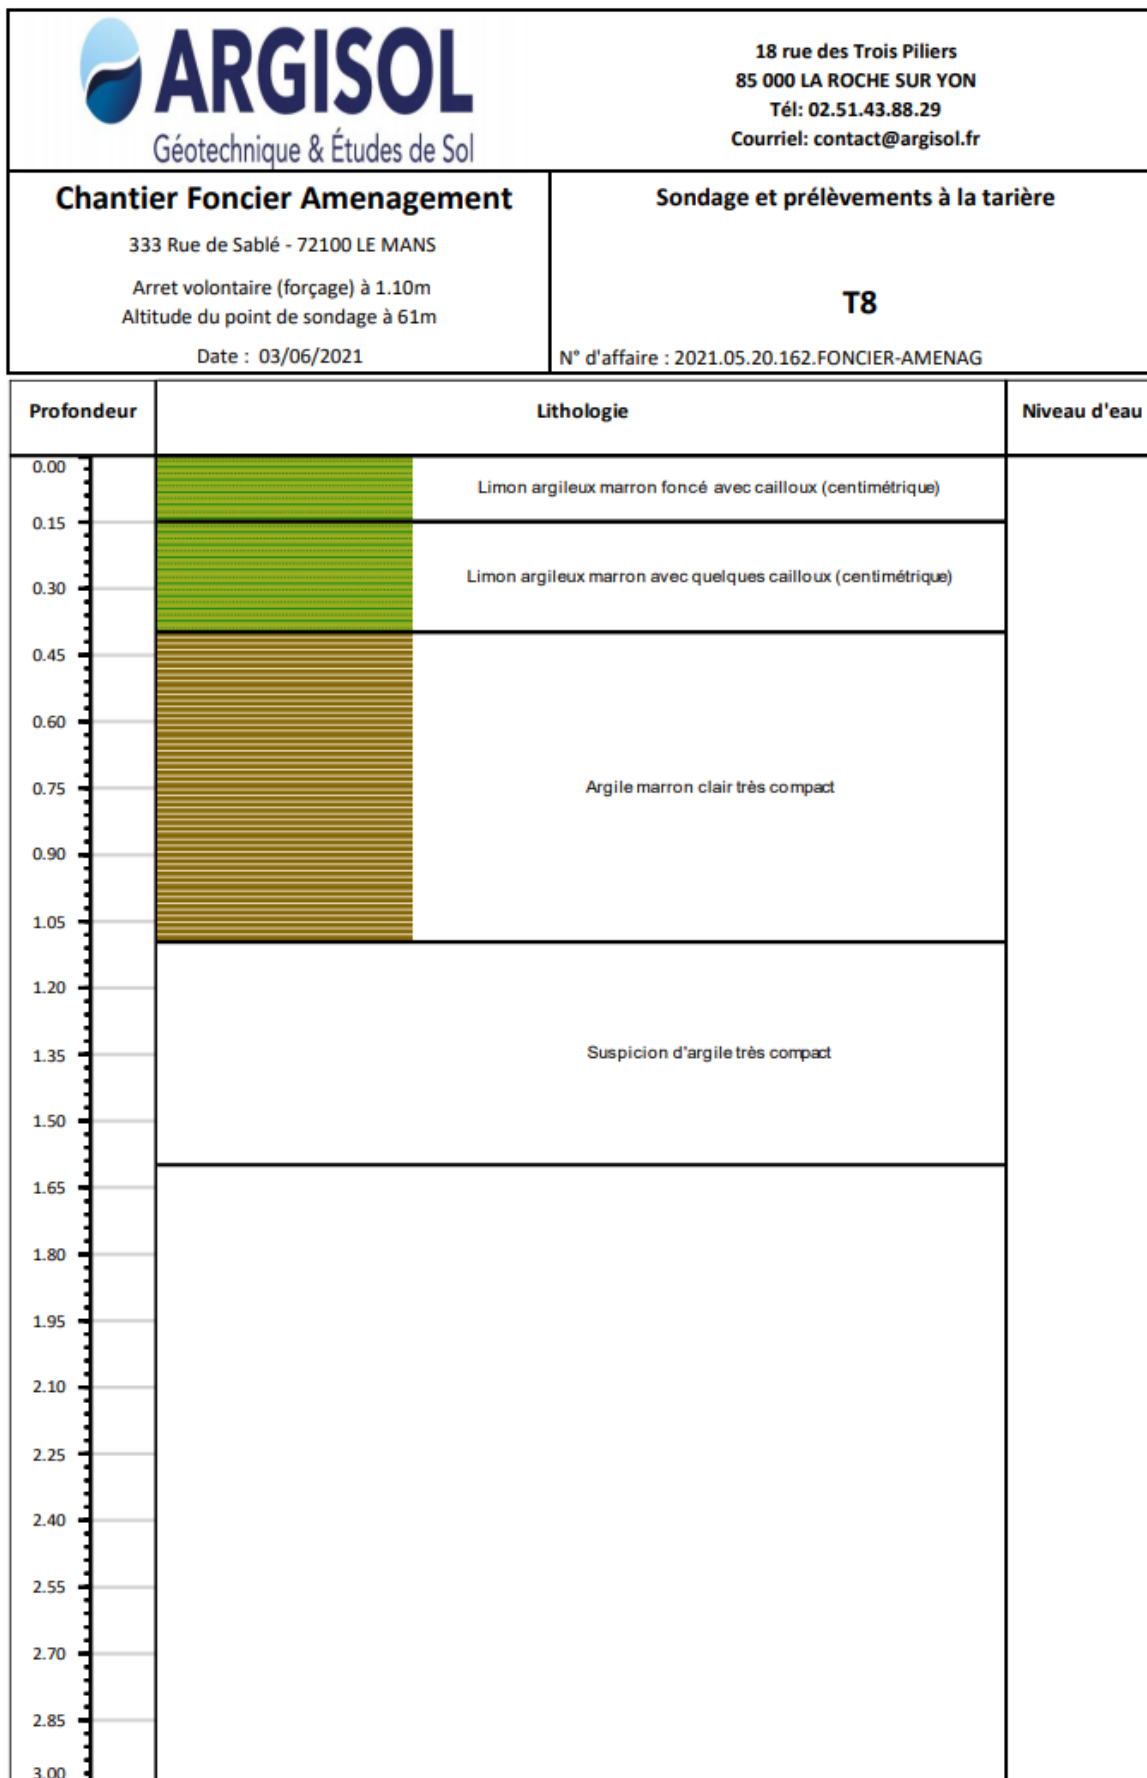 ARGISOL
Géotechnique & Études de Sol
18 rue des Trois Piliers
85 000 LA ROCHE SUR YON
Tél: 02.51.43.88.29
Courriel: contact@argisol.fr
Chantier Foncier Amenagement
333 Rue de Sablé - 72100 LE MANS
Arret volontaire (forçage) à 1.10m
Altitude du point de sondage à 61m
Date : 03/06/2021
Sondage et prélèvements à la tarière
T8
N° d'affaire : 2021.05.20.162.FONCIER-AMENAG
Profondeur
Lithologie
Niveau d'eau
0.00
Limon argileux marron foncé avec cailloux (centimétrique)
0.15
Limon argileux marron avec quelques cailloux (centimétrique)
0.30
0.45
0.60
0.75
Argile marron clair très compact
0.90
1.05
1.20
1.35
Suspicion d'argile très compact
1.50
1.65
1.80
1.95
2.10
2.25
2.40
2.55
2.70
2.85
3.00